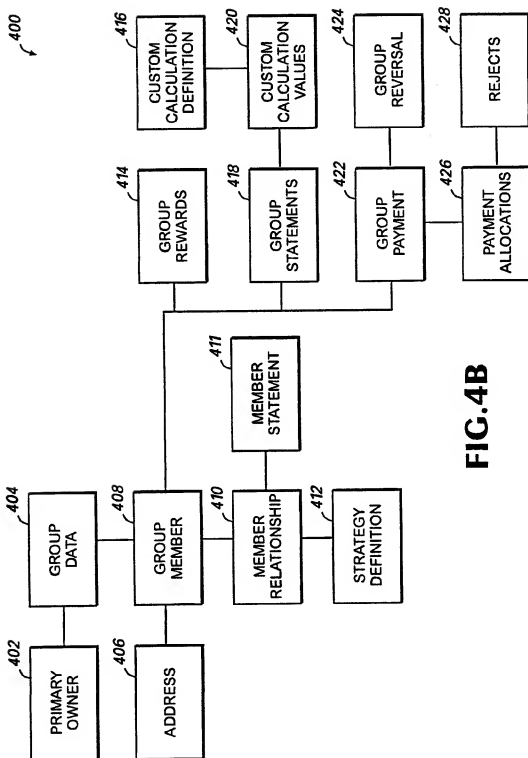 400
402
PRIMARY
OWNER
404
GROUP
DATA
406
ADDRESS
408
GROUP
MEMBER
410
MEMBER
RELATIONSHIP
411
MEMBER
STATEMENT
412
STRATEGY
DEFINITION
414
GROUP
REWARDS
416
CUSTOM
CALCULATION
DEFINITION
418
GROUP
STATEMENTS
420
CUSTOM
CALCULATION
VALUES
422
GROUP
PAYMENT
424
GROUP
REVERSAL
426
PAYMENT
ALLOCATIONS
428
REJECTS
FIG.4B